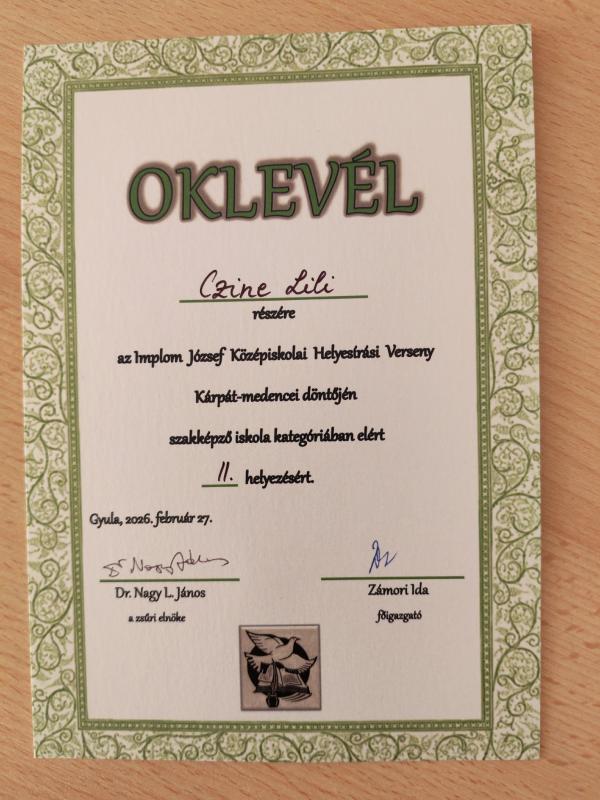 OKLEVÉL
Czine Lili
részére
az Implom József Középiskolai Helyesírási Verseny
Kárpát-medencei döntőjén
szakképző iskola kategóriában elért
II. helyezésért.
Gyula, 2026. február 27.
Dr. Nagy L. János
a zsűri elnöke
Zámori Ida
főigazgató